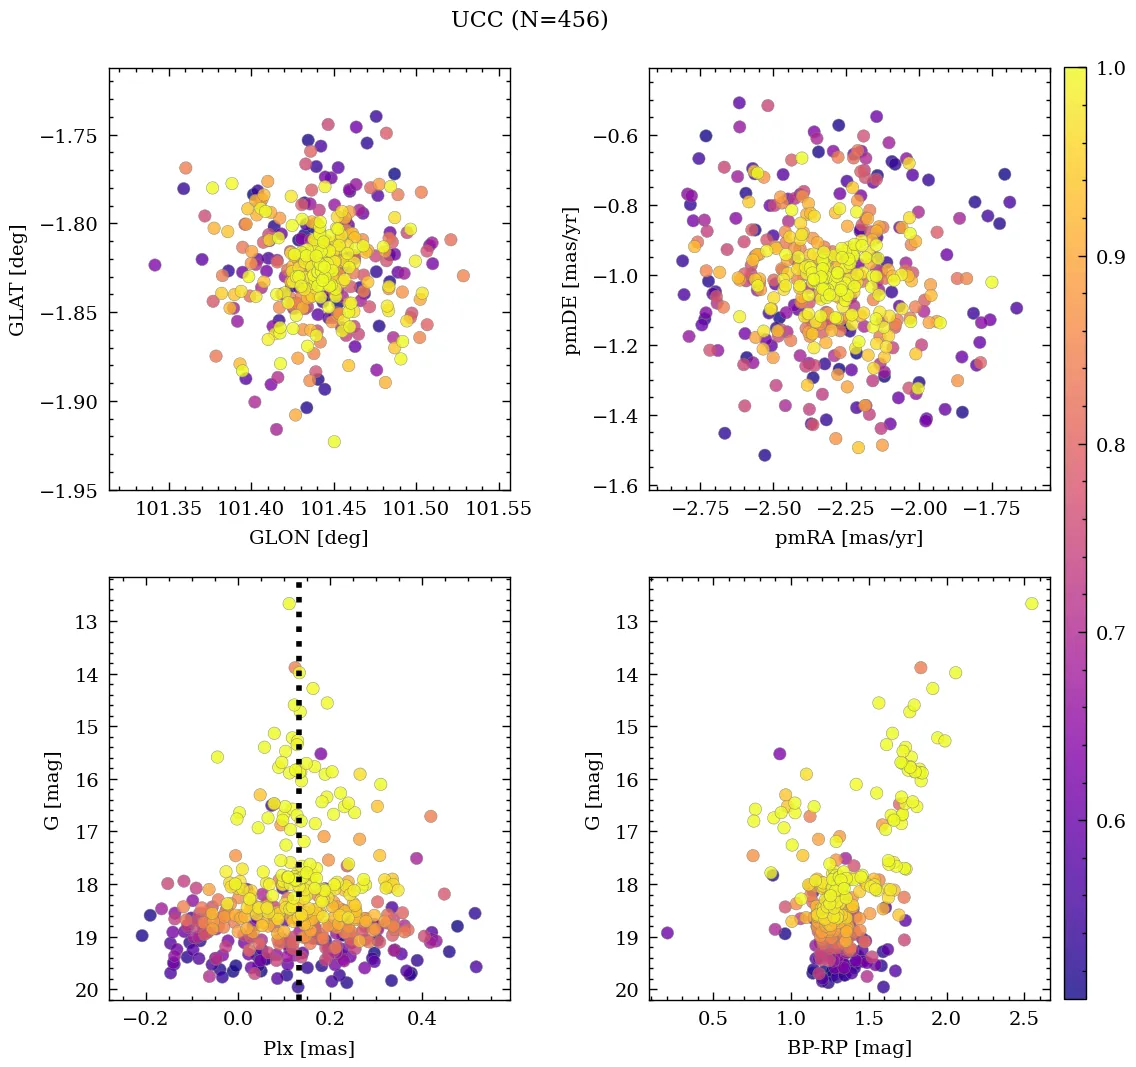 UCC (N=456)
−1.75
−1.80
−1.85
−1.90
−1.95
GLAT [deg]
101.35 101.40 101.45 101.50 101.55
GLON [deg]
−0.6
−0.8
−1.0
−1.2
−1.4
−1.6
pmDE [mas/yr]
−2.75 −2.50 −2.25 −2.00 −1.75
pmRA [mas/yr]
1.0
0.9
0.8
0.7
0.6
13
14
15
16
17
18
19
20
G [mag]
−0.2 0.0 0.2 0.4
Plx [mas]
13
14
15
16
17
18
19
20
G [mag]
0.5 1.0 1.5 2.0 2.5
BP-RP [mag]